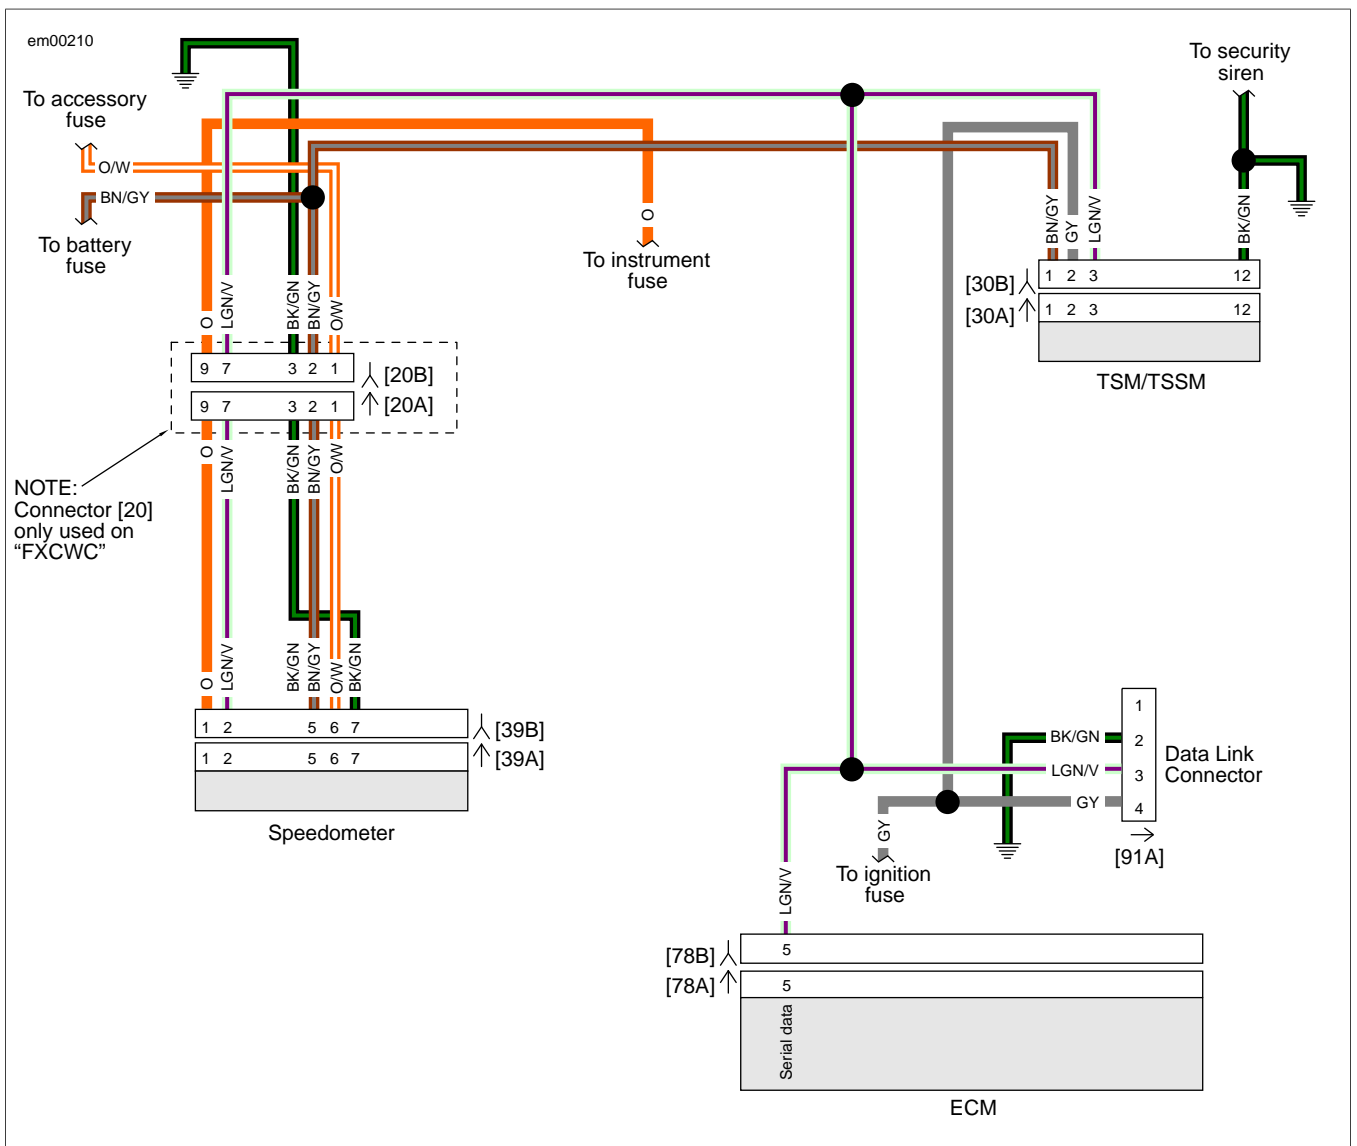 em00210
To accessory
fuse
O/W
BN/GY
To battery
fuse
To instrument
fuse
O
To security
siren
BN/GY
GY
LGN/V
BK/GN
[30B]
1 2 3 12
[30A]
1 2 3 12
TSM/TSSM
O
LGN/V
BK/GN
BN/GY
O/W
9 7 3 2 1
[20B]
9 7 3 2 1
[20A]
O
LGN/V
BK/GN
BN/GY
O/W
NOTE:
Connector [20]
only used on
“FXCWC”
O
LGN/V
BK/GN
BN/GY
O/W
BK/GN
1 2 5 6 7
[39B]
1 2 5 6 7
[39A]
Speedometer
1
BK/GN
2
LGN/V
3
GY
4
Data Link
Connector
[91A]
GY
To ignition
fuse
LGN/V
[78B]
5
[78A]
5
Serial data
ECM